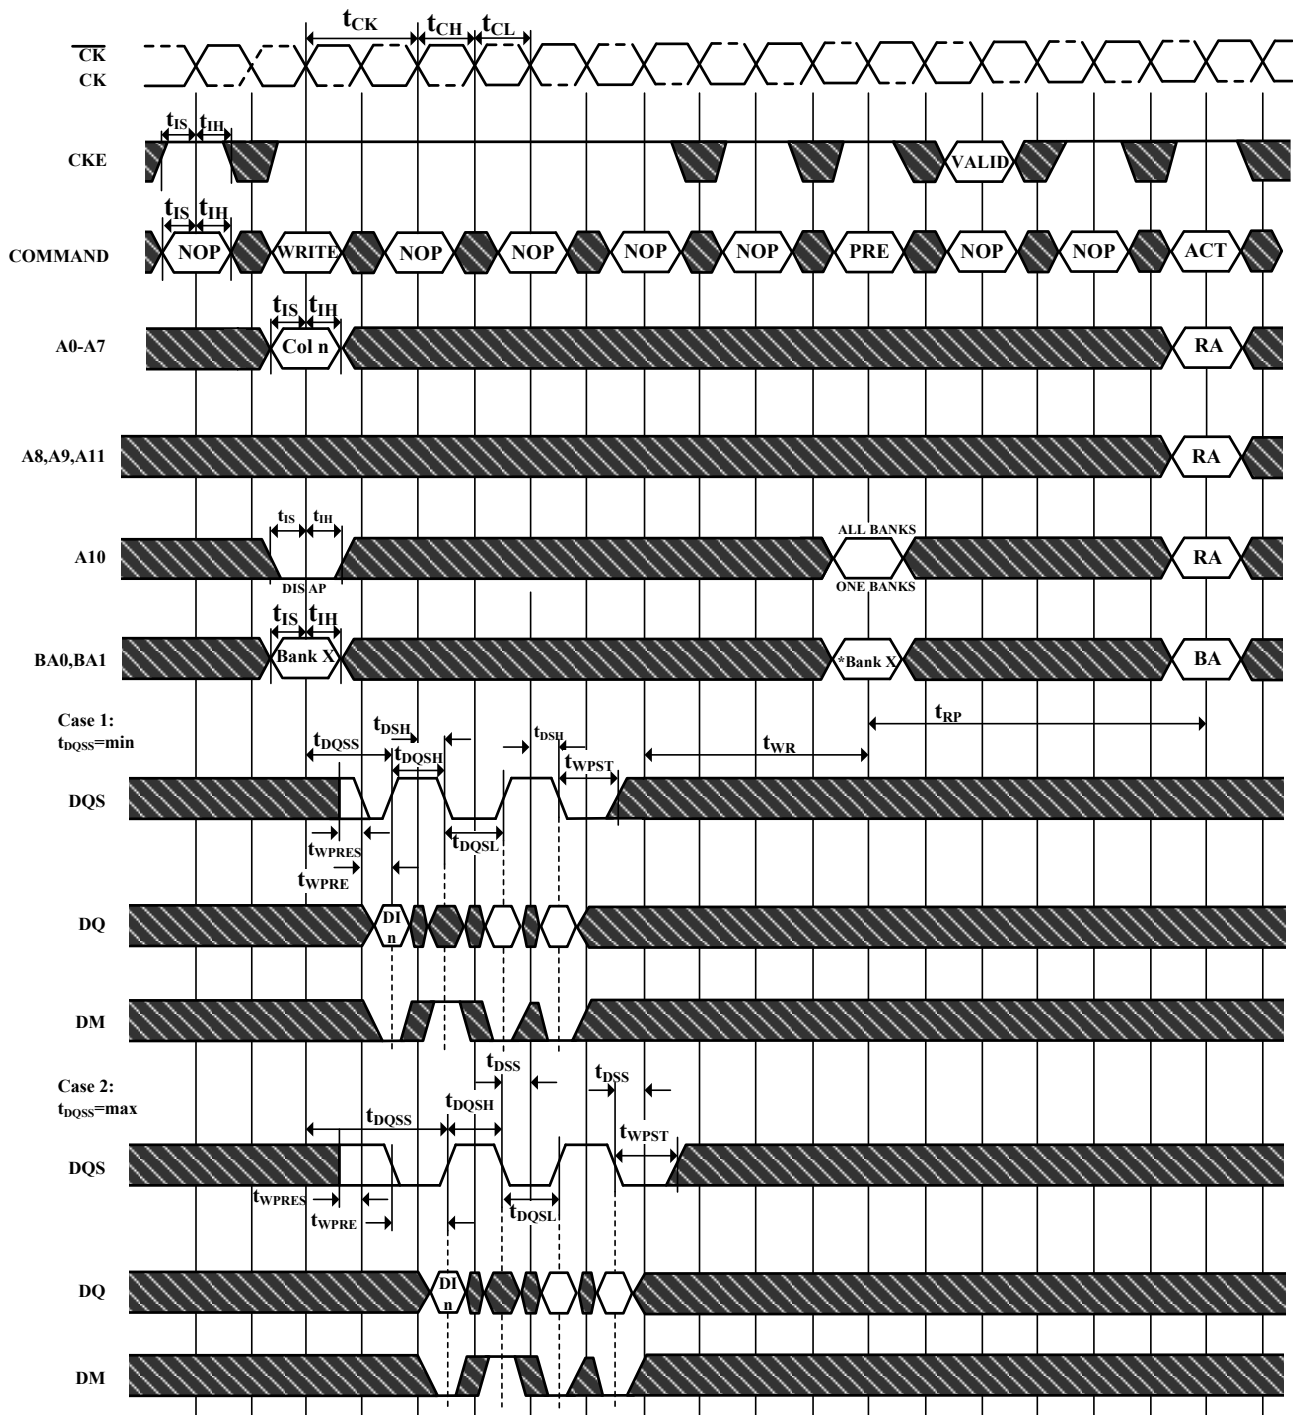 tCK tCH tCL
CK
CK
tIS tIH
CKE
VALID
tIS tIH
COMMAND NOP WRITE NOP NOP NOP NOP PRE NOP NOP ACT
tIS tIH
A0-A7 Col n RA
A8,A9,A11 RA
tIS tIH
ALL BANKS
A10 RA
DIS AP ONE BANKS
tIS tIH
BA0,BA1 Bank X *Bank X BA
Case 1:
tDQSS=min
tDQSS tDSH tDQSH tDSH tWPST tWR tRP
DQS
tWPRES tDQSL
tWPRE
DQ DI
n
DM
tDSS tDSS
Case 2:
tDQSS=max
tDQSS tDQSH tWPST
DQS
tWPRES tWPRE tDQSL
DQ DI
n
DM